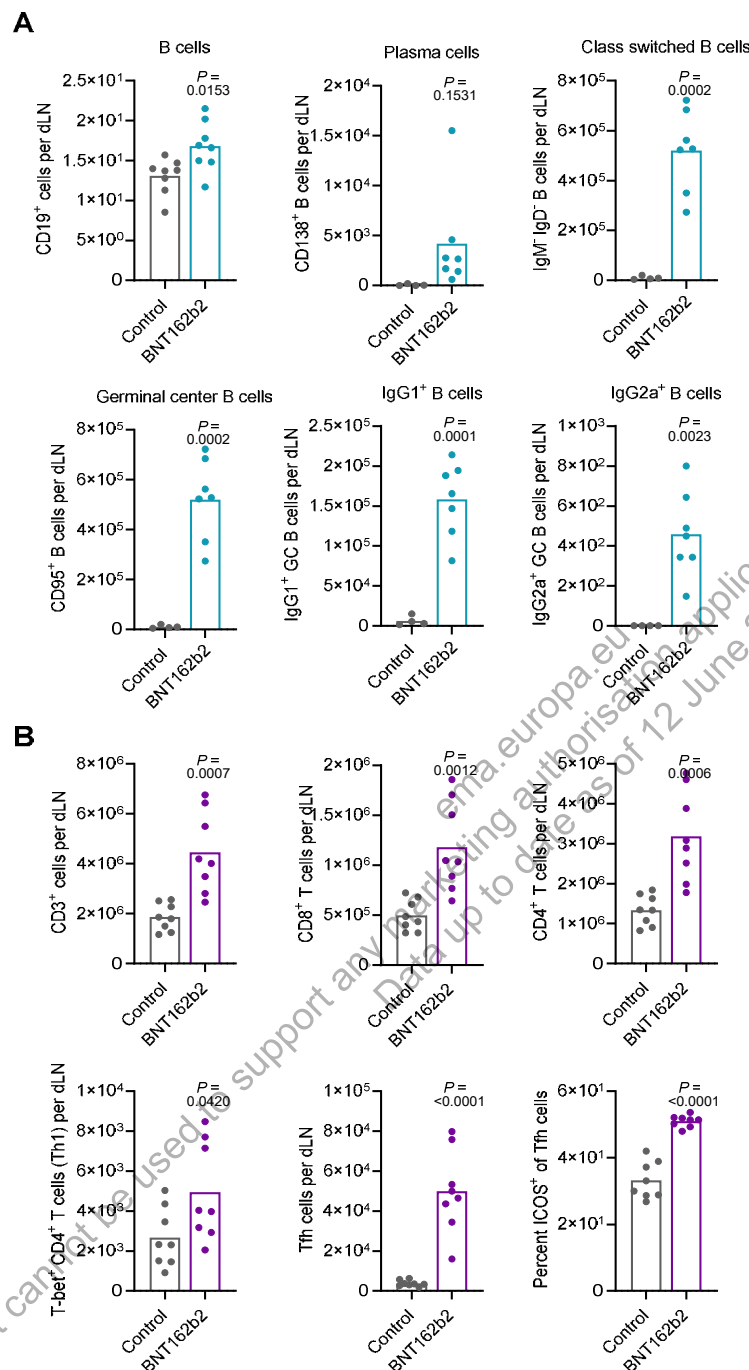 A
B cells
Plasma cells
Class switched B cells
CD19⁺ cells per dLN
2.5×10¹
2×10¹
1.5×10¹
1×10¹
5×10⁰
0
P =
0.0153
Control
BNT162b2
CD138⁺ B cells per dLN
2×10⁴
1.5×10⁴
1×10⁴
5×10³
0
P =
0.1531
Control
BNT162b2
IgM⁻ IgD⁻ B cells per dLN
8×10⁵
6×10⁵
4×10⁵
2×10⁵
0
P =
0.0002
Control
BNT162b2
Germinal center B cells
IgG1⁺ B cells
IgG2a⁺ B cells
CD95⁺ B cells per dLN
8×10⁵
6×10⁵
4×10⁵
2×10⁵
0
P =
0.0002
Control
BNT162b2
IgG1⁺ GC B cells per dLN
2.5×10⁵
2×10⁵
1.5×10⁵
1×10⁵
5×10⁴
0
P =
0.0001
Control
BNT162b2
IgG2a⁺ GC B cells per dLN
1×10³
8×10²
6×10²
4×10²
2×10²
0
P =
0.0023
Control
BNT162b2
B
CD3⁺ cells per dLN
8×10⁶
6×10⁶
4×10⁶
2×10⁶
0
P =
0.0007
Control
BNT162b2
CD8⁺ T cells per dLN
2×10⁶
1.5×10⁶
1×10⁶
5×10⁵
0
P =
0.0012
Control
BNT162b2
CD4⁺ T cells per dLN
5×10⁶
4×10⁶
3×10⁶
2×10⁶
1×10⁶
0
P =
0.0006
Control
BNT162b2
T-bet⁺ CD4⁺ T cells (Th1) per dLN
1×10⁴
8×10³
6×10³
4×10³
2×10³
0
P =
0.0420
Control
BNT162b2
Tfh cells per dLN
1×10⁵
8×10⁴
6×10⁴
4×10⁴
2×10⁴
0
P =
<0.0001
Control
BNT162b2
Percent ICOS⁺ of Tfh cells
6×10¹
4×10¹
2×10¹
0
P =
<0.0001
Control
BNT162b2
ema.europa.eu
cannot be used to support any marketing authorisation
Data up to date as of 12 June